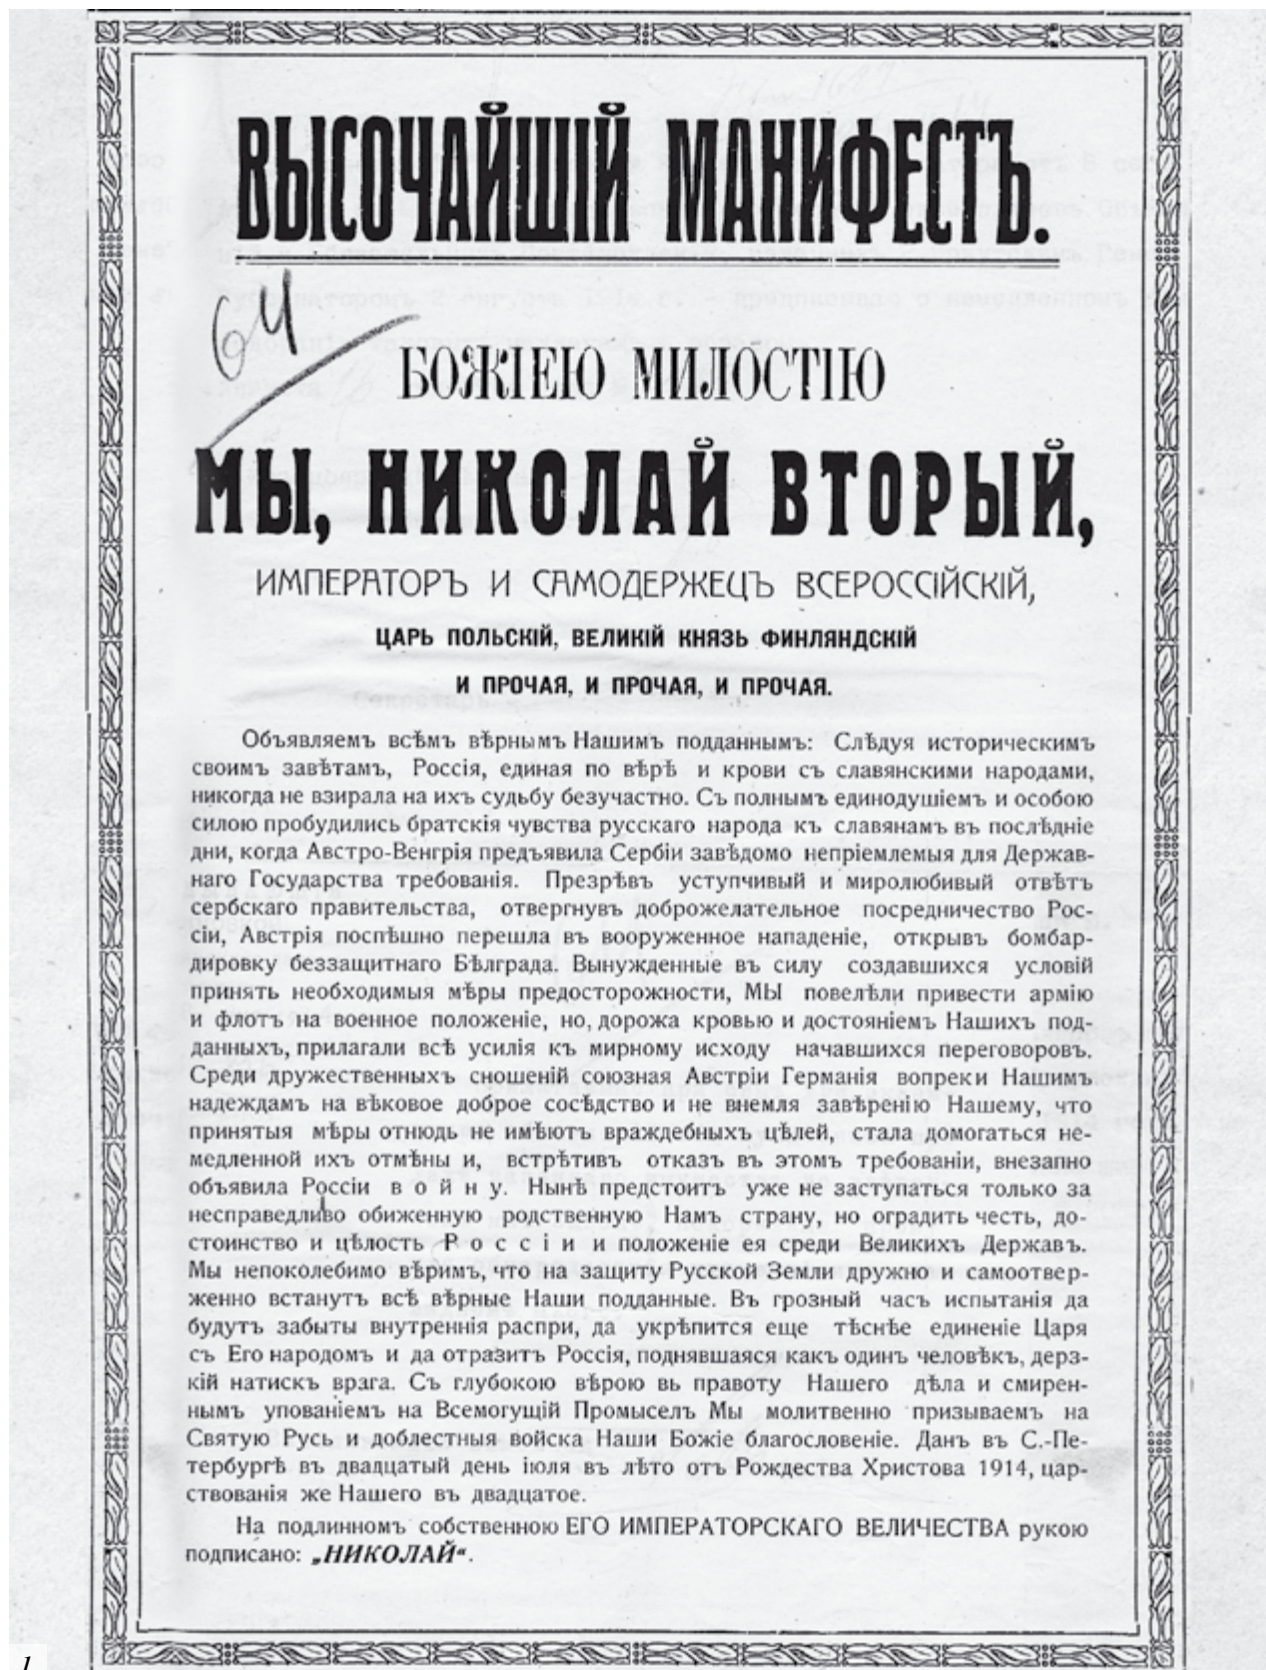 ВЫСОЧАЙШІЙ МАНИФЕСТЪ.
64
БОЖІЕЮ МИЛОСТІЮ
МЫ, НИКОЛАЙ ВТОРЫЙ,
ИМПЕРАТОРЪ И САМОДЕРЖЕЦЪ ВСЕРОССІЙСКІЙ,
ЦАРЬ ПОЛЬСКІЙ, ВЕЛИКІЙ КНЯЗЬ ФИНЛЯНДСКІЙ
И ПРОЧАЯ, И ПРОЧАЯ, И ПРОЧАЯ.
Объявляемъ всѣмъ вѣрнымъ Нашимъ подданнымъ: Слѣдуя историческимъ
своимъ завѣтамъ, Россія, единая по вѣрѣ и крови съ славянскими народами,
никогда не взирала на ихъ судьбу безучастно. Съ полнымъ единодушіемъ и особою
силою пробудились братскія чувства русскаго народа къ славянамъ въ послѣдніе
дни, когда Австро-Венгрія предъявила Сербіи завѣдомо непріемлемыя для Держав-
наго Государства требованія. Презрѣвъ уступчивый и миролюбивый отвѣтъ
сербскаго правительства, отвергнувъ доброжелательное посредничество Рос-
сіи, Австрія поспѣшно перешла въ вооруженное нападеніе, открывъ бомбар-
дировку беззащитнаго Бѣлграда. Вынужденные въ силу создавшихся условій
принять необходимыя мѣры предосторожности, МЫ повелѣли привести армію
и флотъ на военное положеніе, но, дорожа кровью и достояніемъ Нашихъ под-
данныхъ, прилагали всѣ усилія къ мирному исходу начавшихся переговоровъ.
Среди дружественныхъ сношеній союзная Австріи Германія вопреки Нашимъ
надеждамъ на вѣковое доброе сосѣдство и не внемля завѣренію Нашему, что
принятыя мѣры отнюдь не имѣютъ враждебныхъ цѣлей, стала домогаться не-
медленной ихъ отмѣны и, встрѣтивъ отказъ въ этомъ требованіи, внезапно
объявила Россіи войну. Нынѣ предстоитъ уже не заступаться только за
несправедливо обиженную родственную Намъ страну, но оградить честь, до-
стоинство и цѣлость Россіи и положеніе ея среди Великихъ Державъ.
Мы непоколебимо вѣримъ, что на защиту Русской Земли дружно и самоотвер-
женно встанутъ всѣ вѣрные Наши подданные. Въ грозный часъ испытанія да
будутъ забыты внутреннія распри, да укрѣпится еще тѣснѣе единеніе Царя
съ Его народомъ и да отразитъ Россія, поднявшаяся какъ одинъ человѣкъ, дерз-
кій натискъ врага. Съ глубокою вѣрою вь правоту Нашего дѣла и смирен-
нымъ упованіемъ на Всемогущій Промыселъ Мы молитвенно призываемъ на
Святую Русь и доблестныя войска Наши Божіе благословеніе. Данъ въ С.-Пе-
тербургѣ въ двадцатый день іюля въ лѣто отъ Рождества Христова 1914, цар-
ствованія же Нашего въ двадцатое.
На подлинномъ собственною ЕГО ИМПЕРАТОРСКАГО ВЕЛИЧЕСТВА рукою
подписано: „НИКОЛАЙ“.
1